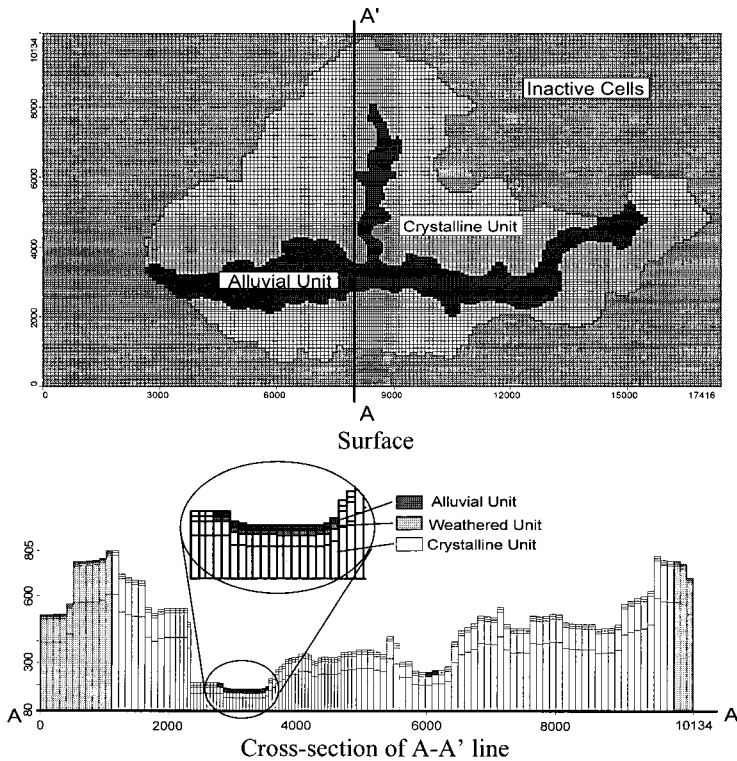 A'
10134
8000
6000
4000
2000
0
Inactive Cells
Crystalline Unit
Alluvial Unit
0 3000 6000 9000 12000 15000 17416
A
Surface
Alluvial Unit
Weathered Unit
Crystalline Unit
805
600
300
80
A A
0 2000 4000 6000 8000 10134
Cross-section of A-A' line